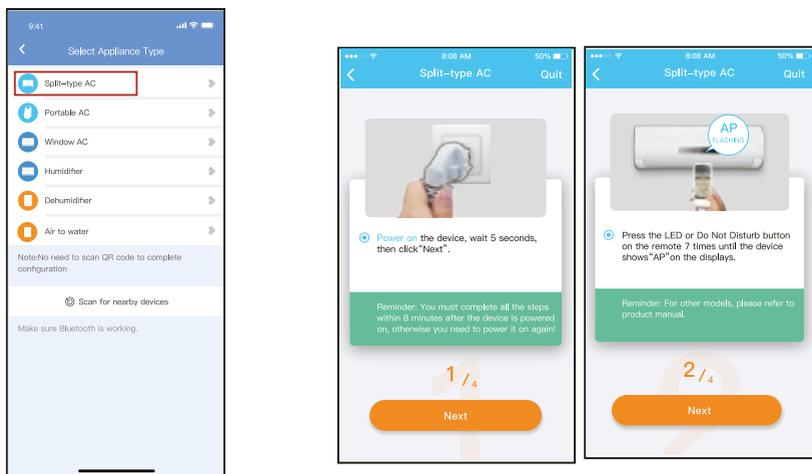 9:41
Select Appliance Type
Split-type AC
Portable AC
Window AC
Humidifier
Dehumidifier
Air to water
Note:No need to scan QR code to complete
configuration
Scan for nearby devices
Make sure Bluetooth is working.
8:08 AM
50%
Split-type AC
Quit
Power on the device, wait 5 seconds,
then click“Next”.
Reminder: You must complete all the steps
within 8 minutes after the device is powered
on, otherwise you need to power it on again!
1
1/4
Next
8:08 AM
50%
Split-type AC
Quit
AP
FLASHING
Press the LED or Do Not Disturb button
on the remote 7 times until the device
shows“AP”on the displays.
Reminder: For other models, please refer to
product manual.
2
2/4
Next